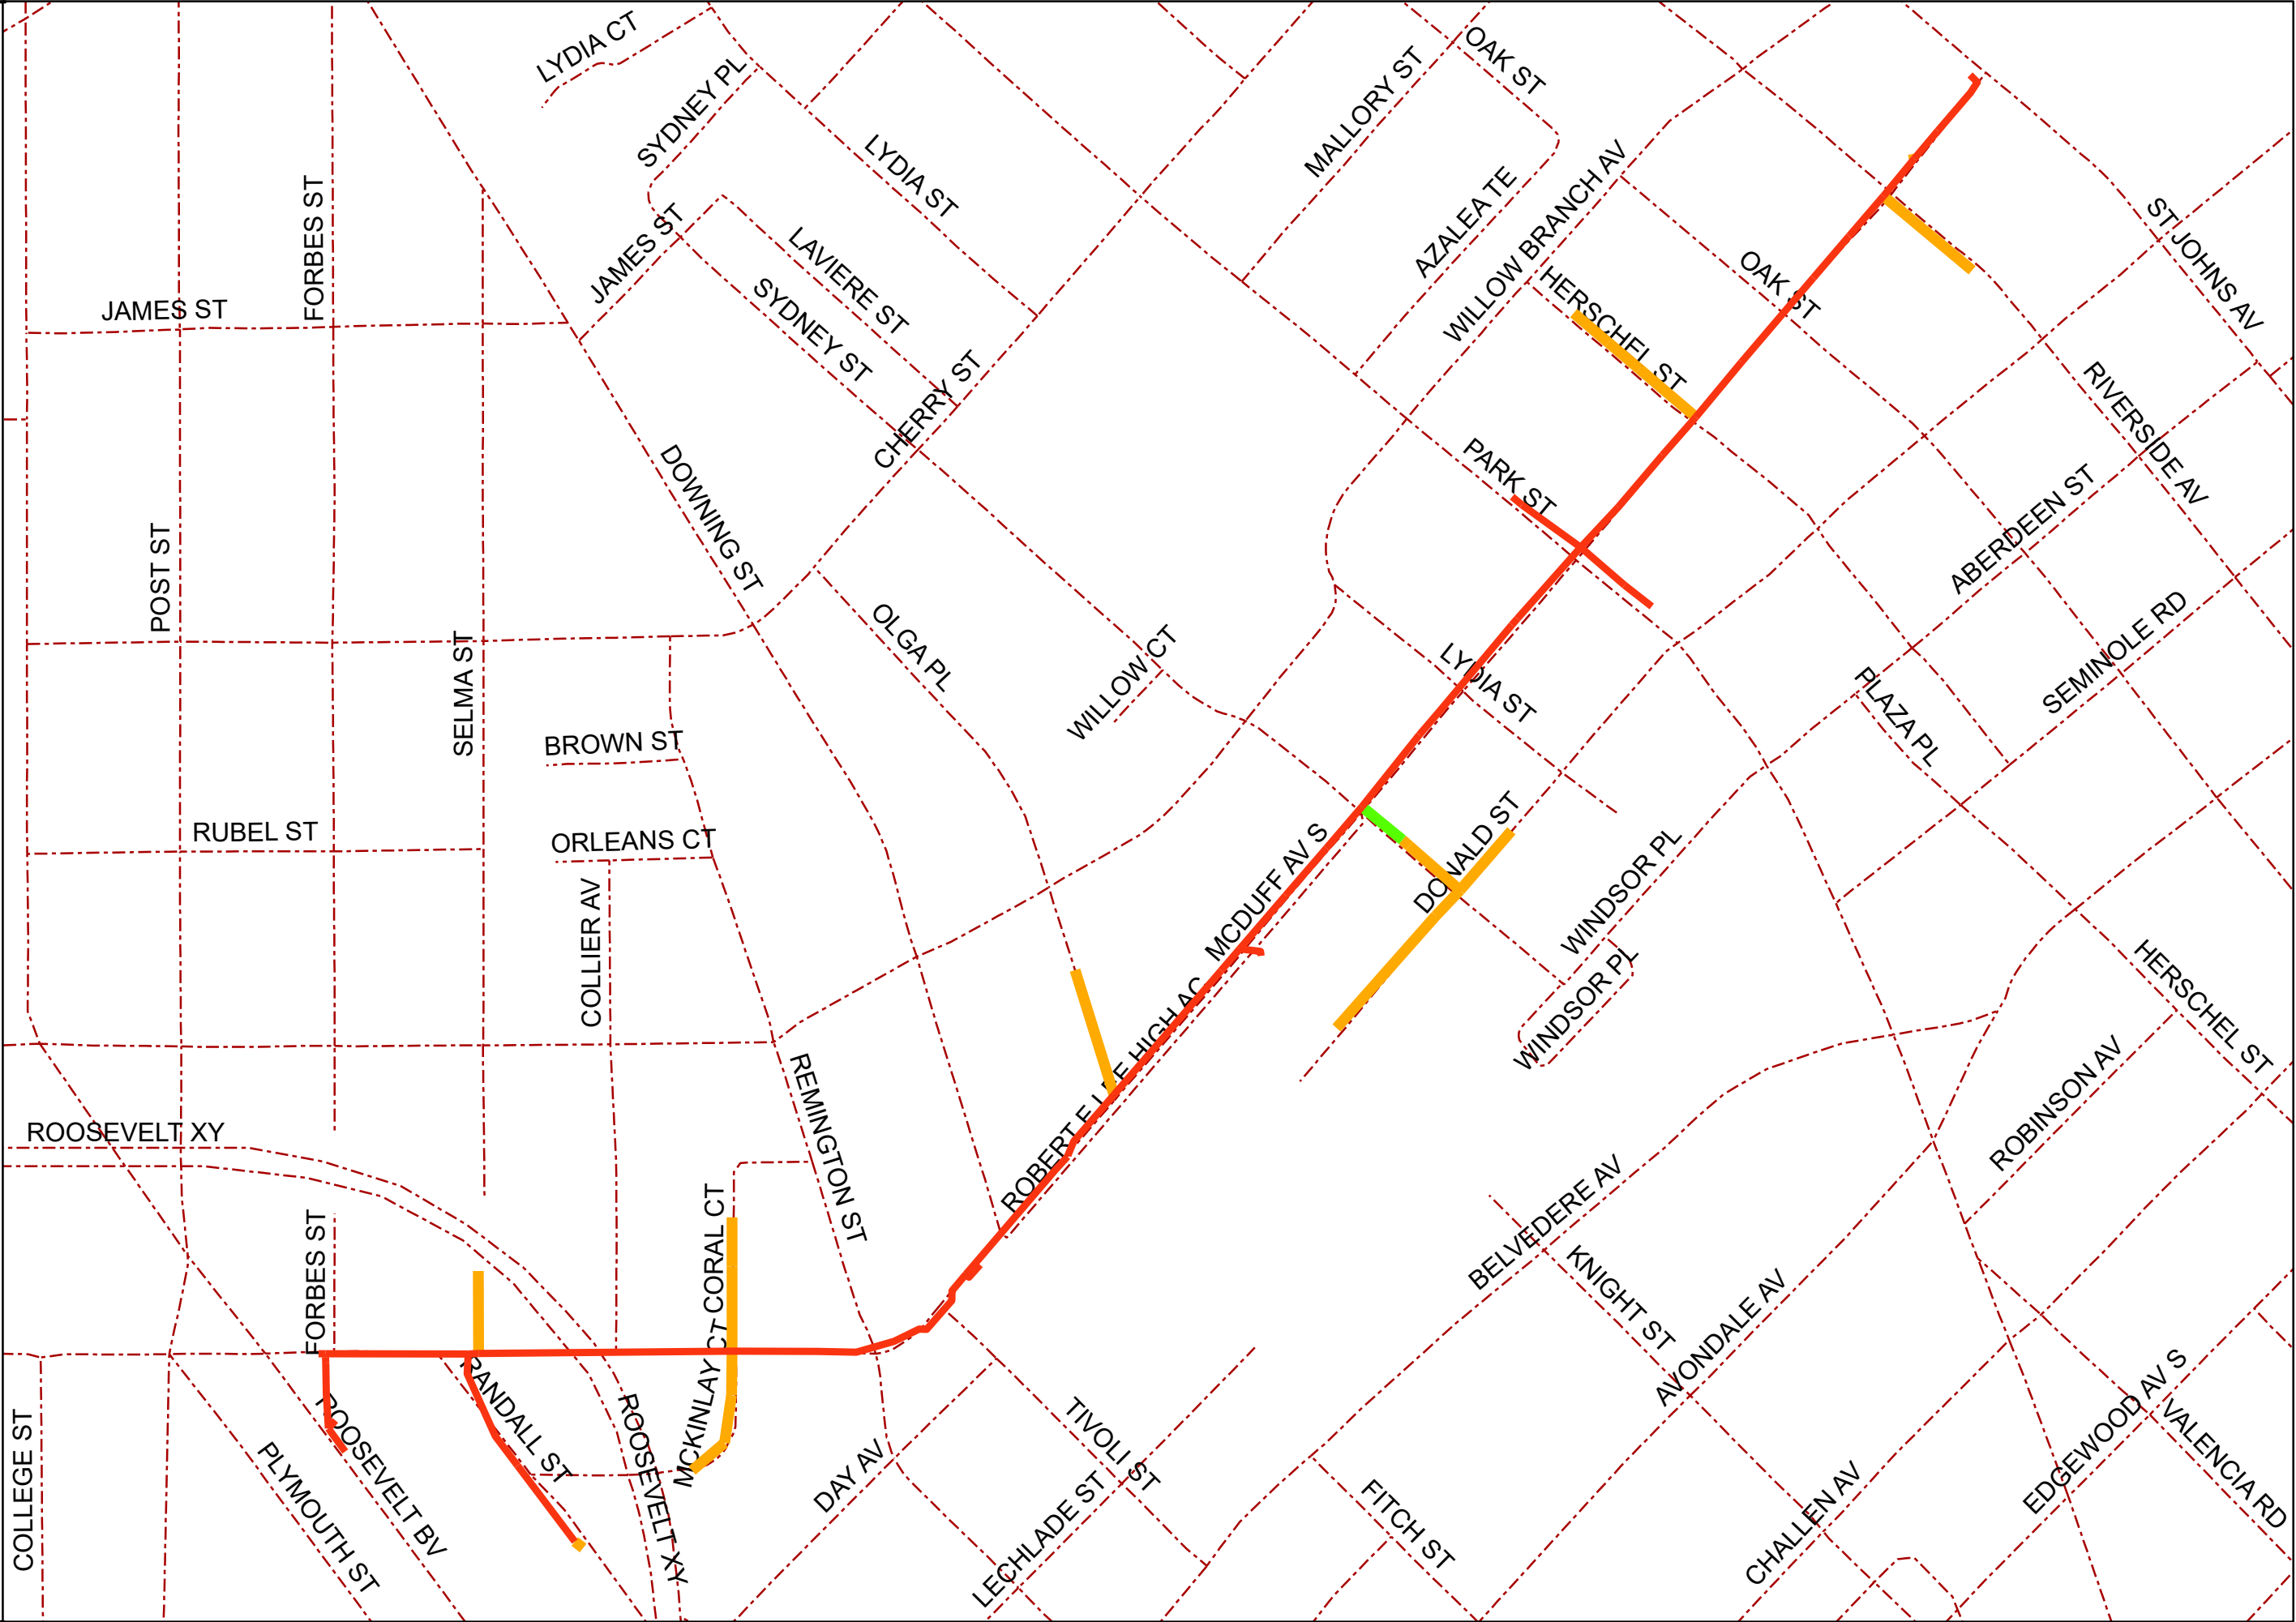 LYDIA CT
OAK ST
SYDNEY PL
MALLORY ST
LYDIA ST
FORBES ST
AZALEA TE
WILLOW BRANCH AV
ST JOHNS AV
JAMES ST
JAMES ST
LAVIERE ST
SYDNEY ST
OAK ST
HERSCHEL ST
CHERRY ST
RIVERSIDE AV
DOWNING ST
PARK ST
POST ST
ABERDEEN ST
OLGA PL
SELMA ST
WILLOW CT
LYDIA ST
SEMINOLE RD
PLAZA PL
BROWN ST
RUBEL ST
ORLEANS CT
COLLIER AV
MCDUFF AV S
DONALD ST
WINDSOR PL
WINDSOR PL
HERSCHEL ST
ROBERT E LEE HIGH AC
REMINGTON ST
ROBINSON AV
ROOSEVELT XY
FORBES ST
CORAL CT
MCKINLAY CT
BELVEDERE AV
KNIGHT ST
AVONDALE AV
RANDALL ST
ROOSEVELT BV
ROOSEVELT XY
COLLEGE ST
PLYMOUTH ST
DAY AV
TIVOLI ST
LECHLADE ST
FITCH ST
CHALLEN AV
EDGEWOOD AV S
VALENCIA RD